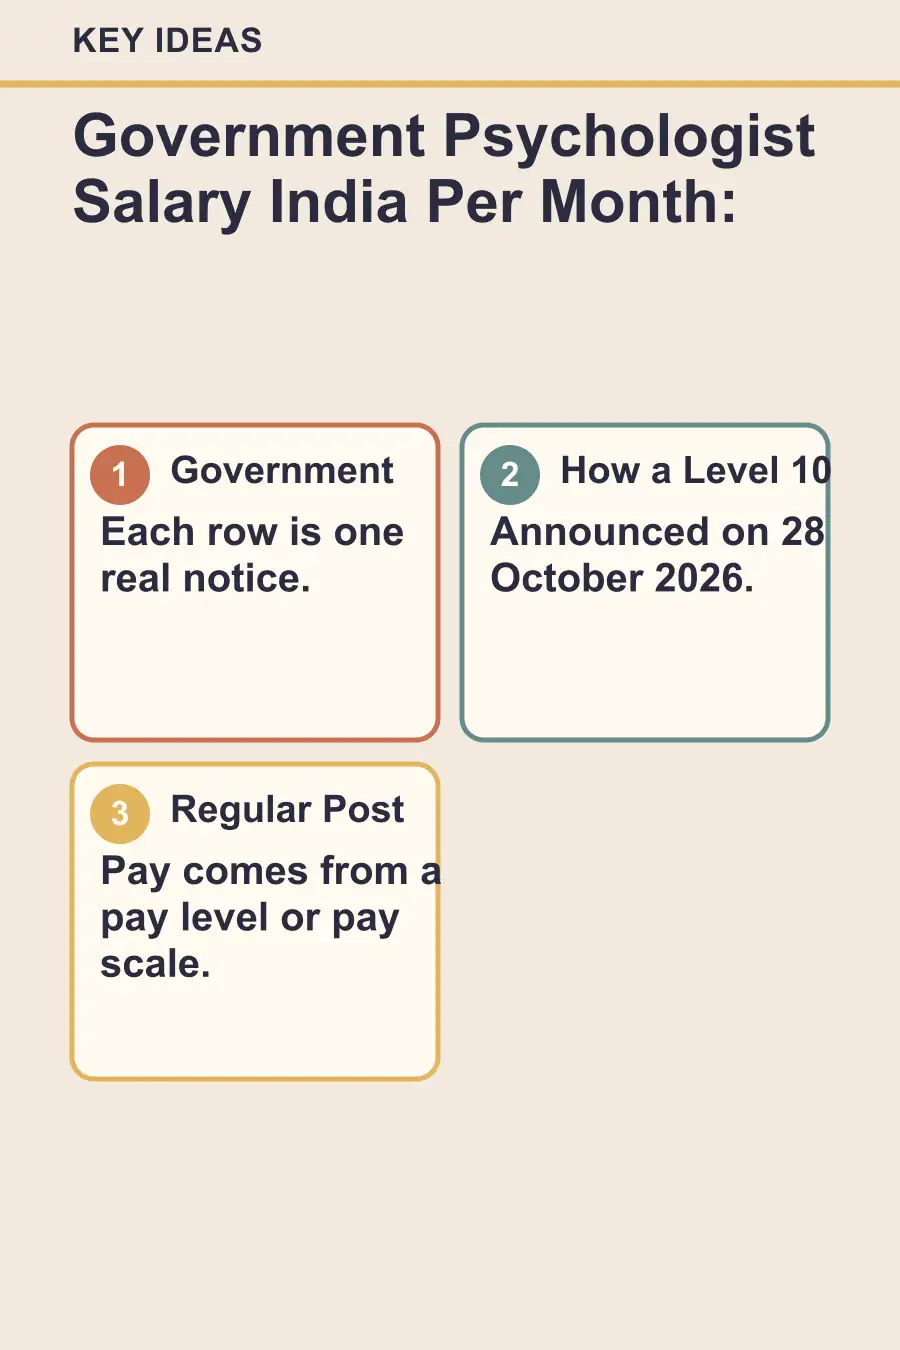 KEY IDEAS
Government Psychologist
Salary India Per Month:
1
Government
Each row is one
real notice.
2
How a Level 10
Announced on 28
October 2026.
3
Regular Post
Pay comes from a
pay level or pay
scale.